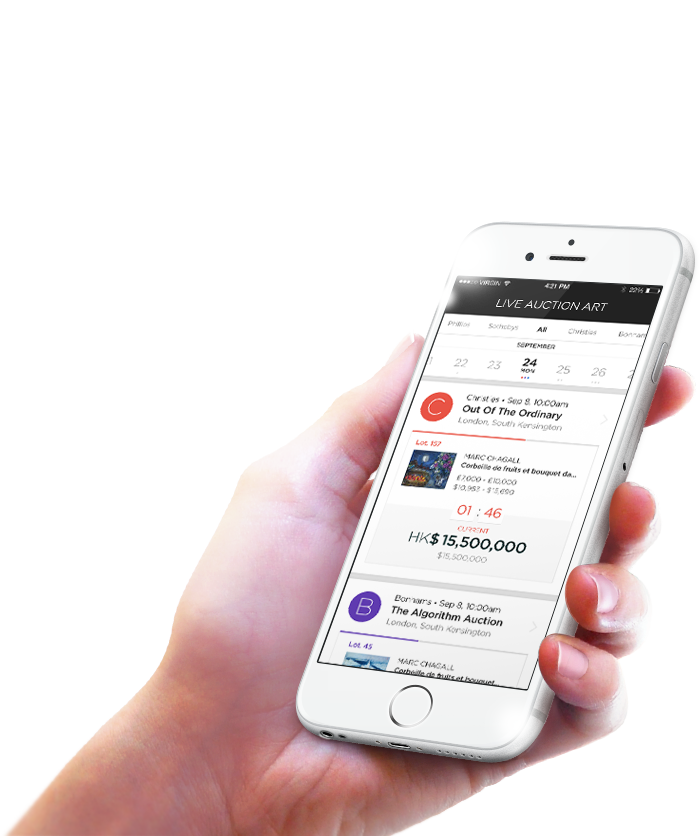 VIRGIN 4:21 PM 22%
LIVE AUCTION ART
Phillips Sothebys All Christies Bonham
SEPTEMBER
22 23 24 25 26 2
MON
C
Christies • Sep 8, 10:00am
Out Of The Ordinary
London, South Kensington
Lot. 157
MARC CHAGALL
Corbeille de fruits et bouquet da...
£7,000 - £10,000
$10,957 - $15,650
01 : 46
CURRENT
HK$ 15,500,000
$15,500,000
B
Bonhams • Sep 8, 10:00am
The Algorithm Auction
London, South Kensington
Lot. 45
MARC CHAGALL
Corbeille de fruits et bouquet